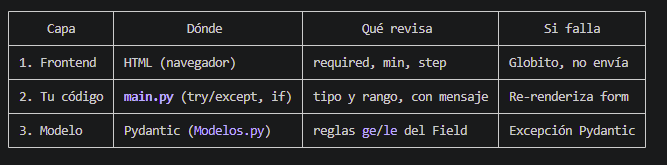 Capa Dónde Qué revisa Si falla
1. Frontend HTML (navegador) required, min, step Globito, no envía
2. Tu código main.py (try/except, if) tipo y rango, con mensaje Re-renderiza form
3. Modelo Pydantic (Modelos.py) reglas ge/le del Field Excepción Pydantic